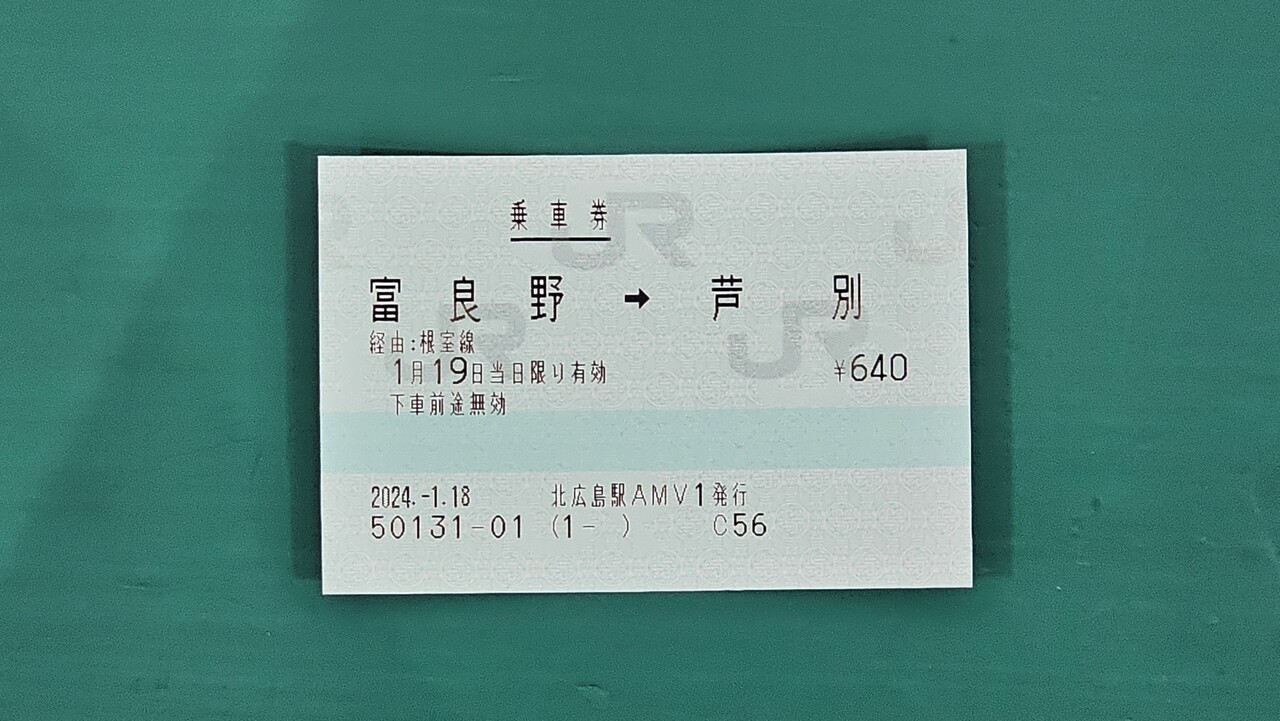 乗車券
富良野 → 芦別
経由:根室線
1月19日当日限り有効 ¥640
下車前途無効
2024.-1.18 北広島駅AMV1発行
50131-01 (1- ) C56